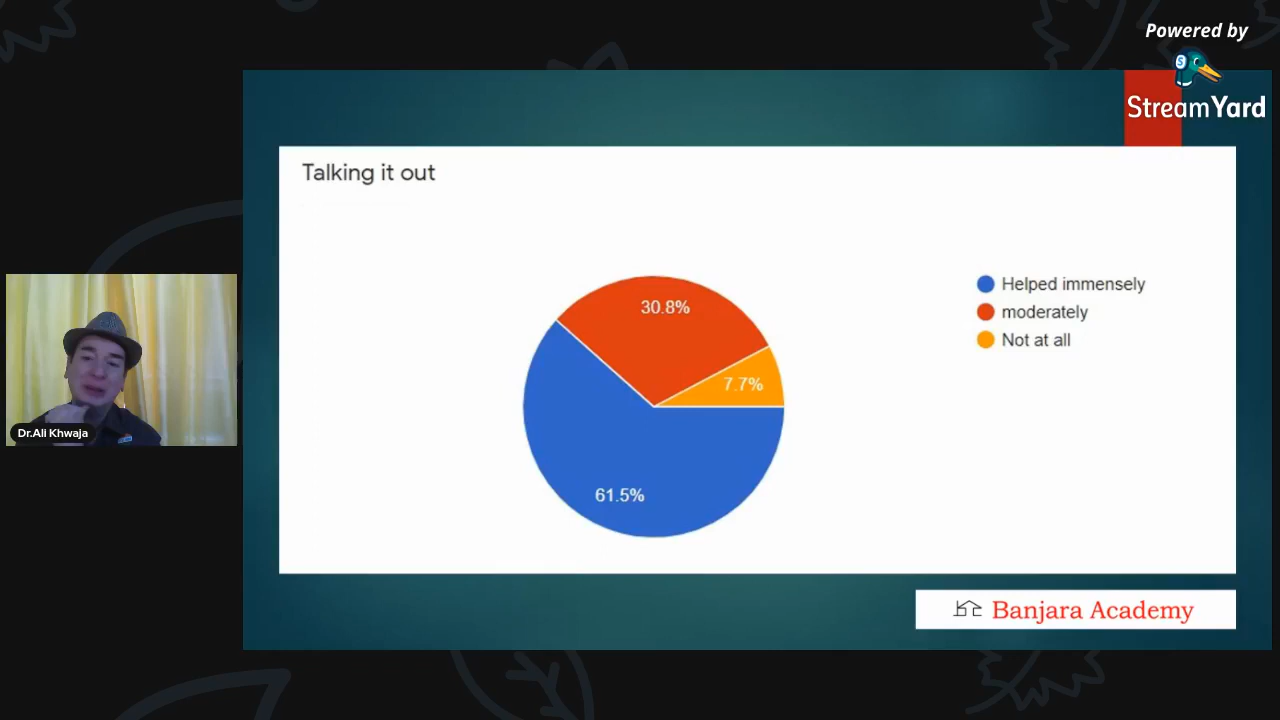 Powered by
StreamYard
Talking it out
30.8%
7.7%
61.5%
Helped immensely
moderately
Not at all
Dr.Ali Khwaja
Banjara Academy